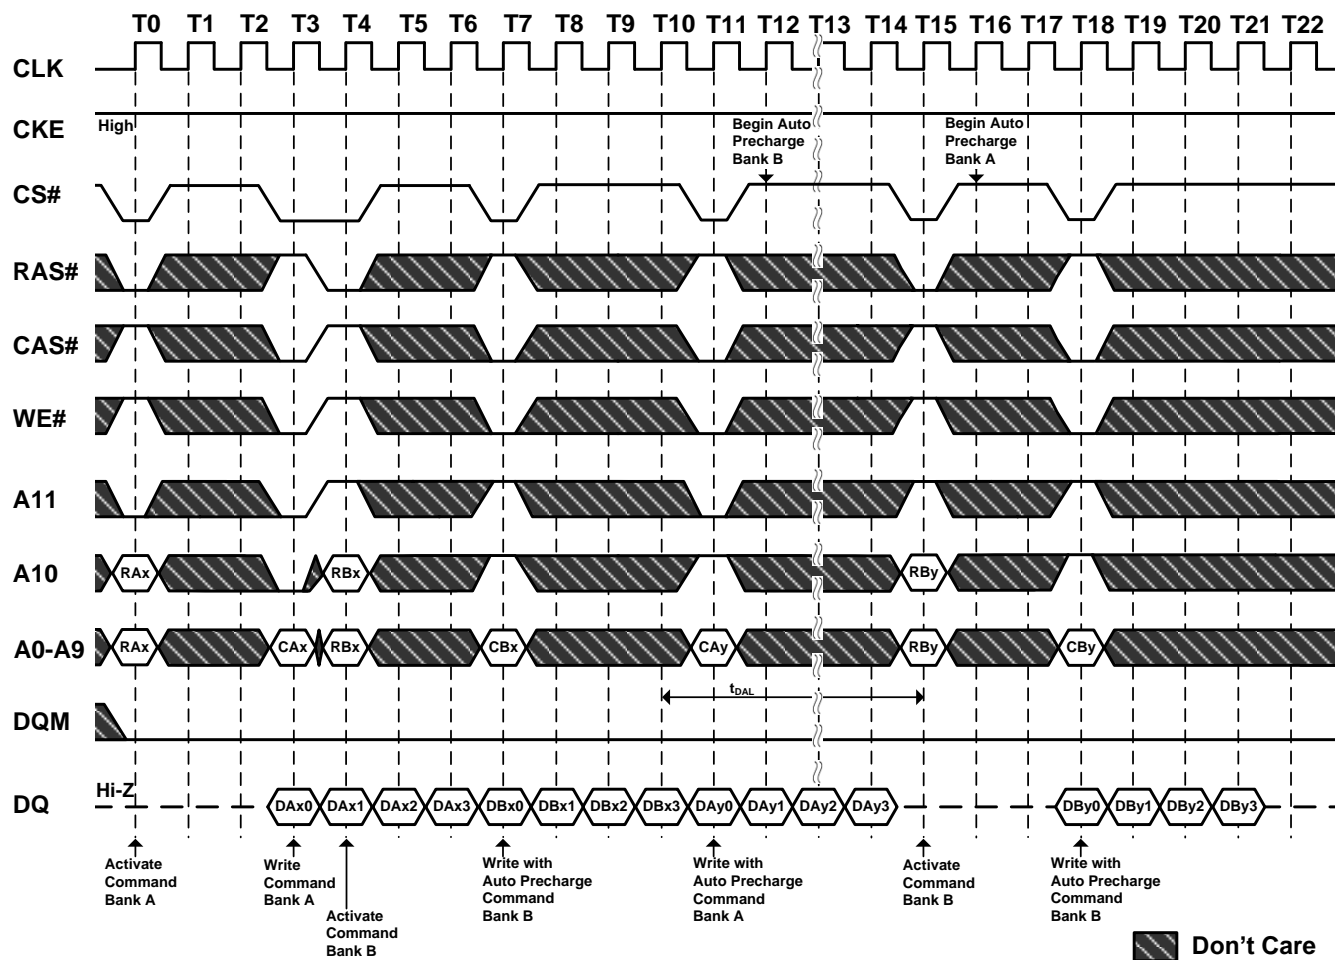 T0 T1 T2 T3 T4 T5 T6 T7 T8 T9 T10 T11 T12 T13 T14 T15 T16 T17 T18 T19 T20 T21 T22
CLK
CKE
High
Begin Auto
Precharge
Bank B
Begin Auto
Precharge
Bank A
CS#
RAS#
CAS#
WE#
A11
A10
RAx RBx RBy
A0-A9
RAx CAx RBx CBx CAy RBy CBy
tDAL
DQM
Hi-Z
DQ
DAx0 DAx1 DAx2 DAx3 DBx0 DBx1 DBx2 DBx3 DAy0 DAy1 DAy2 DAy3 DBy0 DBy1 DBy2 DBy3
Activate
Command
Bank A
Write
Command
Bank A
Activate
Command
Bank B
Write with
Auto Precharge
Command
Bank B
Write with
Auto Precharge
Command
Bank A
Activate
Command
Bank B
Write with
Auto Precharge
Command
Bank B
Don't Care